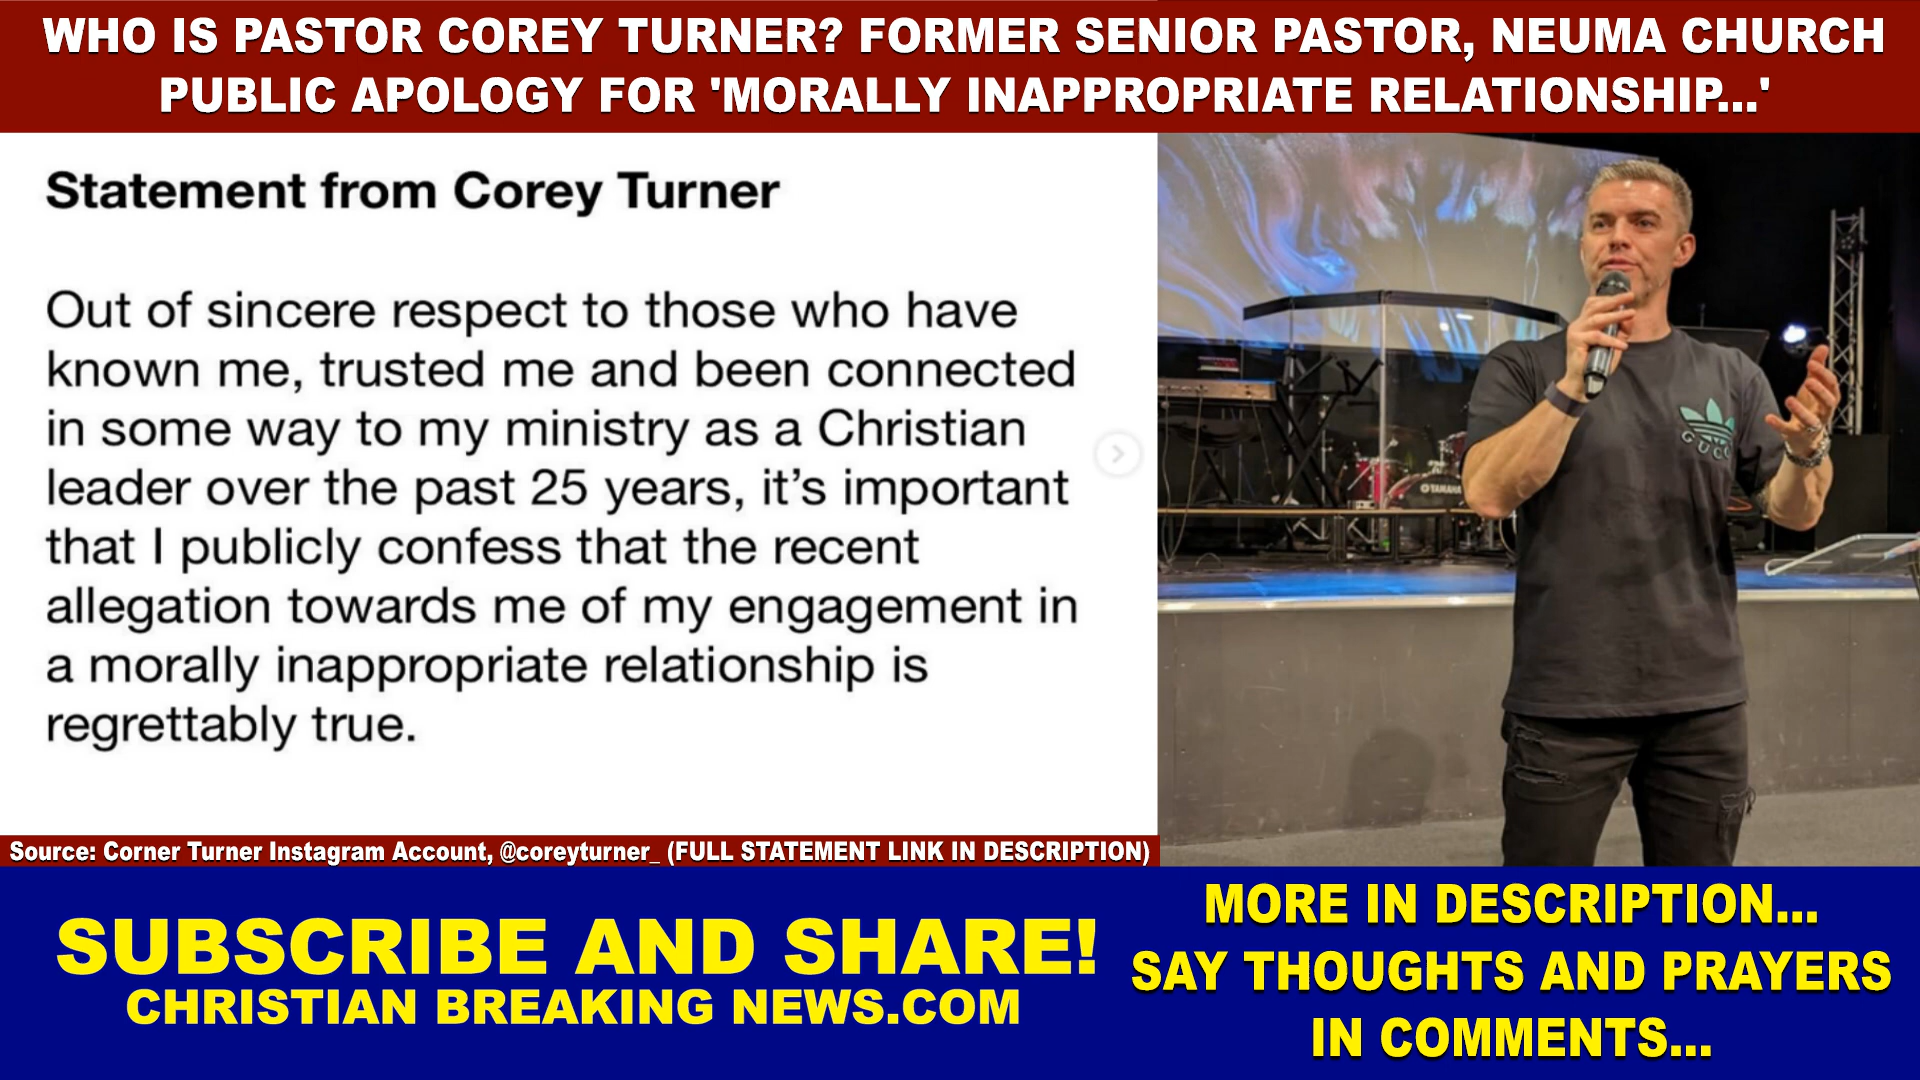 WHO IS PASTOR COREY TURNER? FORMER SENIOR PASTOR, NEUMA CHURCH
PUBLIC APOLOGY FOR 'MORALLY INAPPROPRIATE RELATIONSHIP...'
Statement from Corey Turner
Out of sincere respect to those who have
known me, trusted me and been connected
in some way to my ministry as a Christian
leader over the past 25 years, it’s important
that I publicly confess that the recent
allegation towards me of my engagement in
a morally inappropriate relationship is
regrettably true.
GUCC
YAMAHA
Source: Corner Turner Instagram Account, @coreyturner_ (FULL STATEMENT LINK IN DESCRIPTION)
SUBSCRIBE AND SHARE!
CHRISTIAN BREAKING NEWS.COM
MORE IN DESCRIPTION...
SAY THOUGHTS AND PRAYERS
IN COMMENTS...